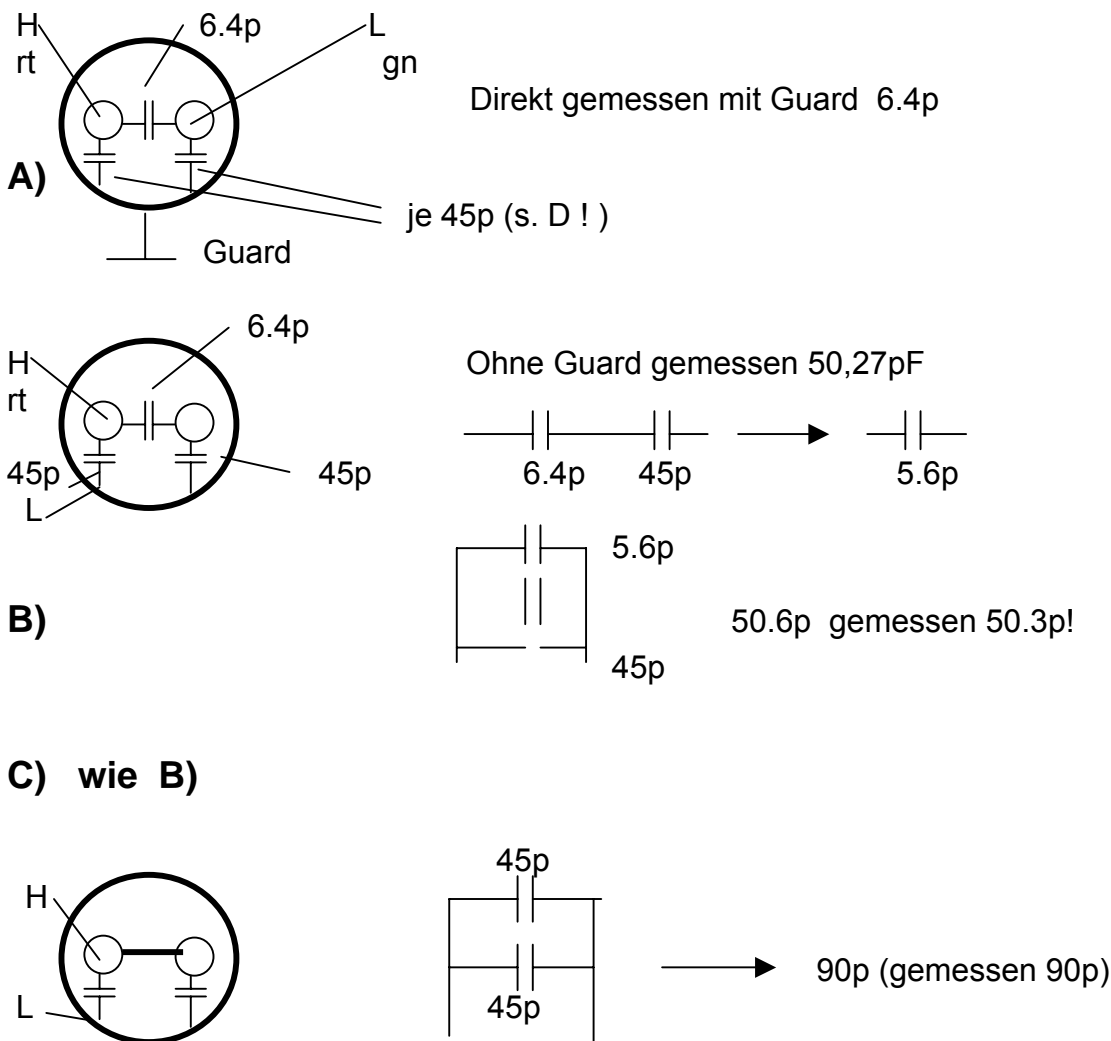 H 6.4p L
rt gn
Direkt gemessen mit Guard 6.4p
A)
je 45p (s. D ! )
Guard
6.4p
H
Ohne Guard gemessen 50,27pF
rt
45p 45p
6.4p 45p 5.6p
L
5.6p
B)
50.6p gemessen 50.3p!
45p
C) wie B)
45p
H
90p (gemessen 90p)
L
45p